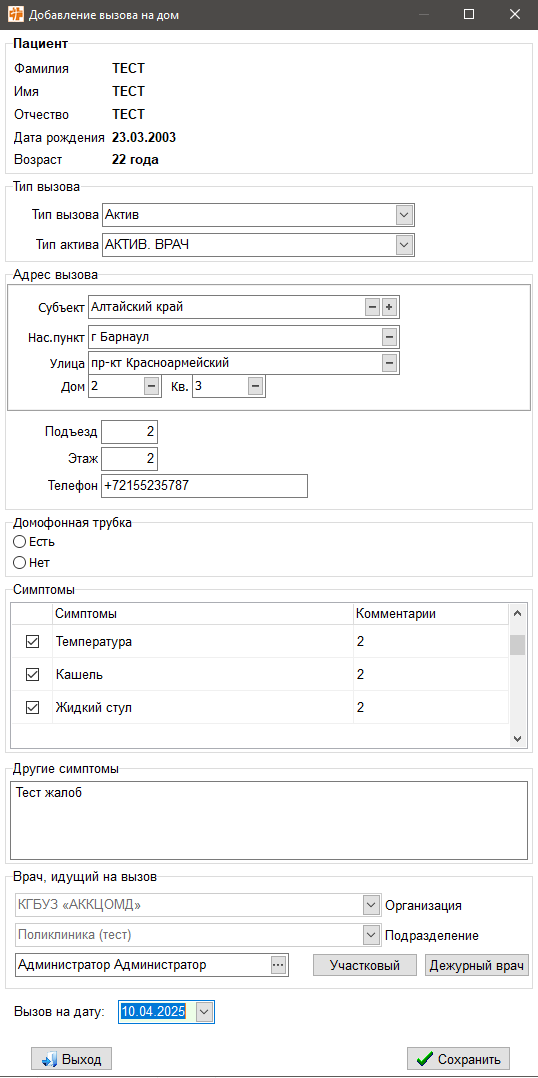 Добавление вызова на дом
Пациент
Фамилия ТЕСТ
Имя ТЕСТ
Отчество ТЕСТ
Дата рождения 23.03.2003
Возраст 22 года
Тип вызова
Тип вызова Актив
Тип актива АКТИВ. ВРАЧ
Адрес вызова
Субъект Алтайский край
Нас.пункт г Барнаул
Улица пр-кт Красноармейский
Дом 2 Кв. 3
Подъезд 2
Этаж 2
Телефон +72155235787
Домофонная трубка
Есть
Нет
Симптомы
Симптомы Комментарии
Температура 2
Кашель 2
Жидкий стул 2
Другие симптомы
Тест жалоб
Врач, идущий на вызов
КГБУЗ «АККЦОМД» Организация
Поликлиника (тест) Подразделение
Администратор Администратор ... Участковый Дежурный врач
Вызов на дату: 10.04.2025
Выход Сохранить